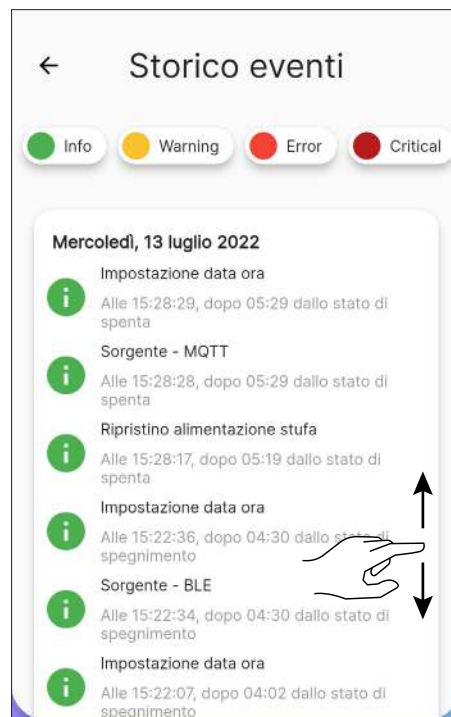 Storico eventi
Info
Warning
Error
Critical
Mercoledì, 13 luglio 2022
Impostazione data ora
Alle 15:28:29, dopo 05:29 dallo stato di
spenta
Sorgente - MQTT
Alle 15:28:28, dopo 05:29 dallo stato di
spenta
Ripristino alimentazione stufa
Alle 15:28:17, dopo 05:19 dallo stato di
spenta
Impostazione data ora
Alle 15:22:36, dopo 04:30 dallo stato di
spegnimento
Sorgente - BLE
Alle 15:22:34, dopo 04:30 dallo stato di
spegnimento
Impostazione data ora
Alle 15:22:07, dopo 04:02 dallo stato di
spegnimento